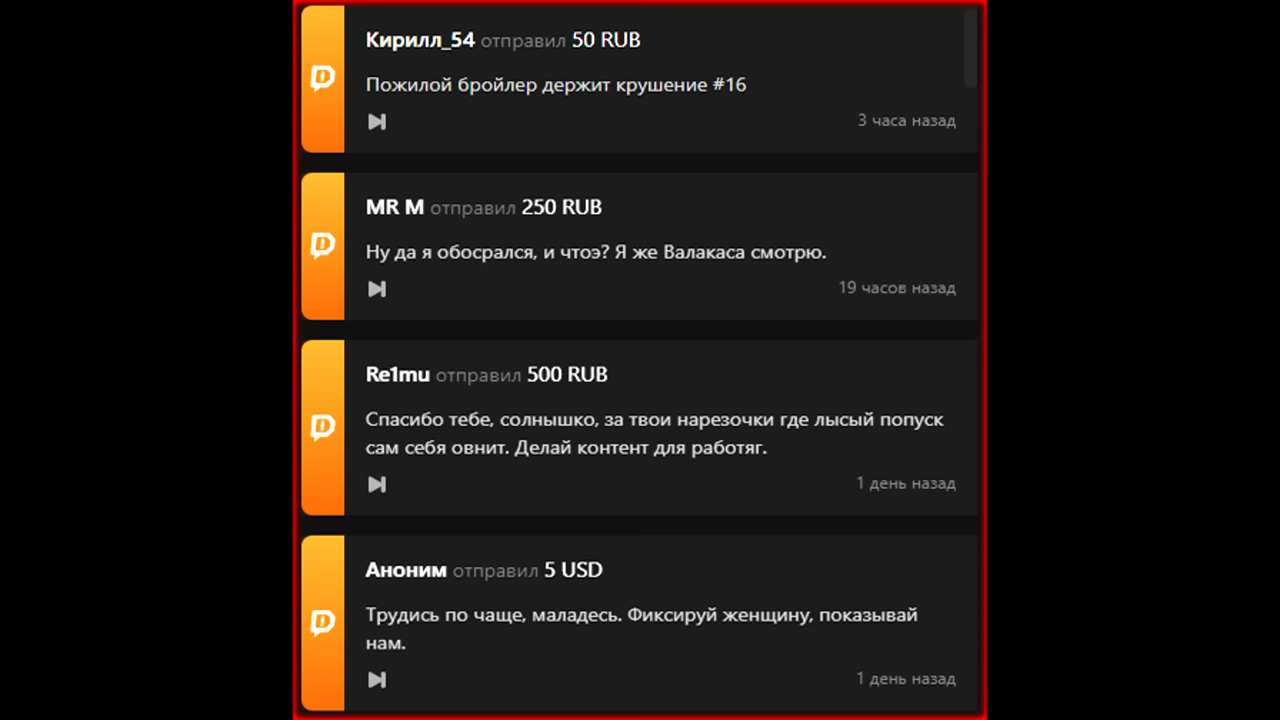 Кирилл_54 отправил 50 RUB
Пожилой бройлер держит крушение #16
3 часа назад
MR M отправил 250 RUB
Ну да я обосрался, и чтоэ? Я же Валакаса смотрю.
19 часов назад
Re1mu отправил 500 RUB
Спасибо тебе, солнышко, за твои нарезочки где лысый попуск
сам себя овнит. Делай контент для работяг.
1 день назад
Аноним отправил 5 USD
Трудись по чаще, маладесь. Фиксируй женщину, показывай
нам.
1 день назад